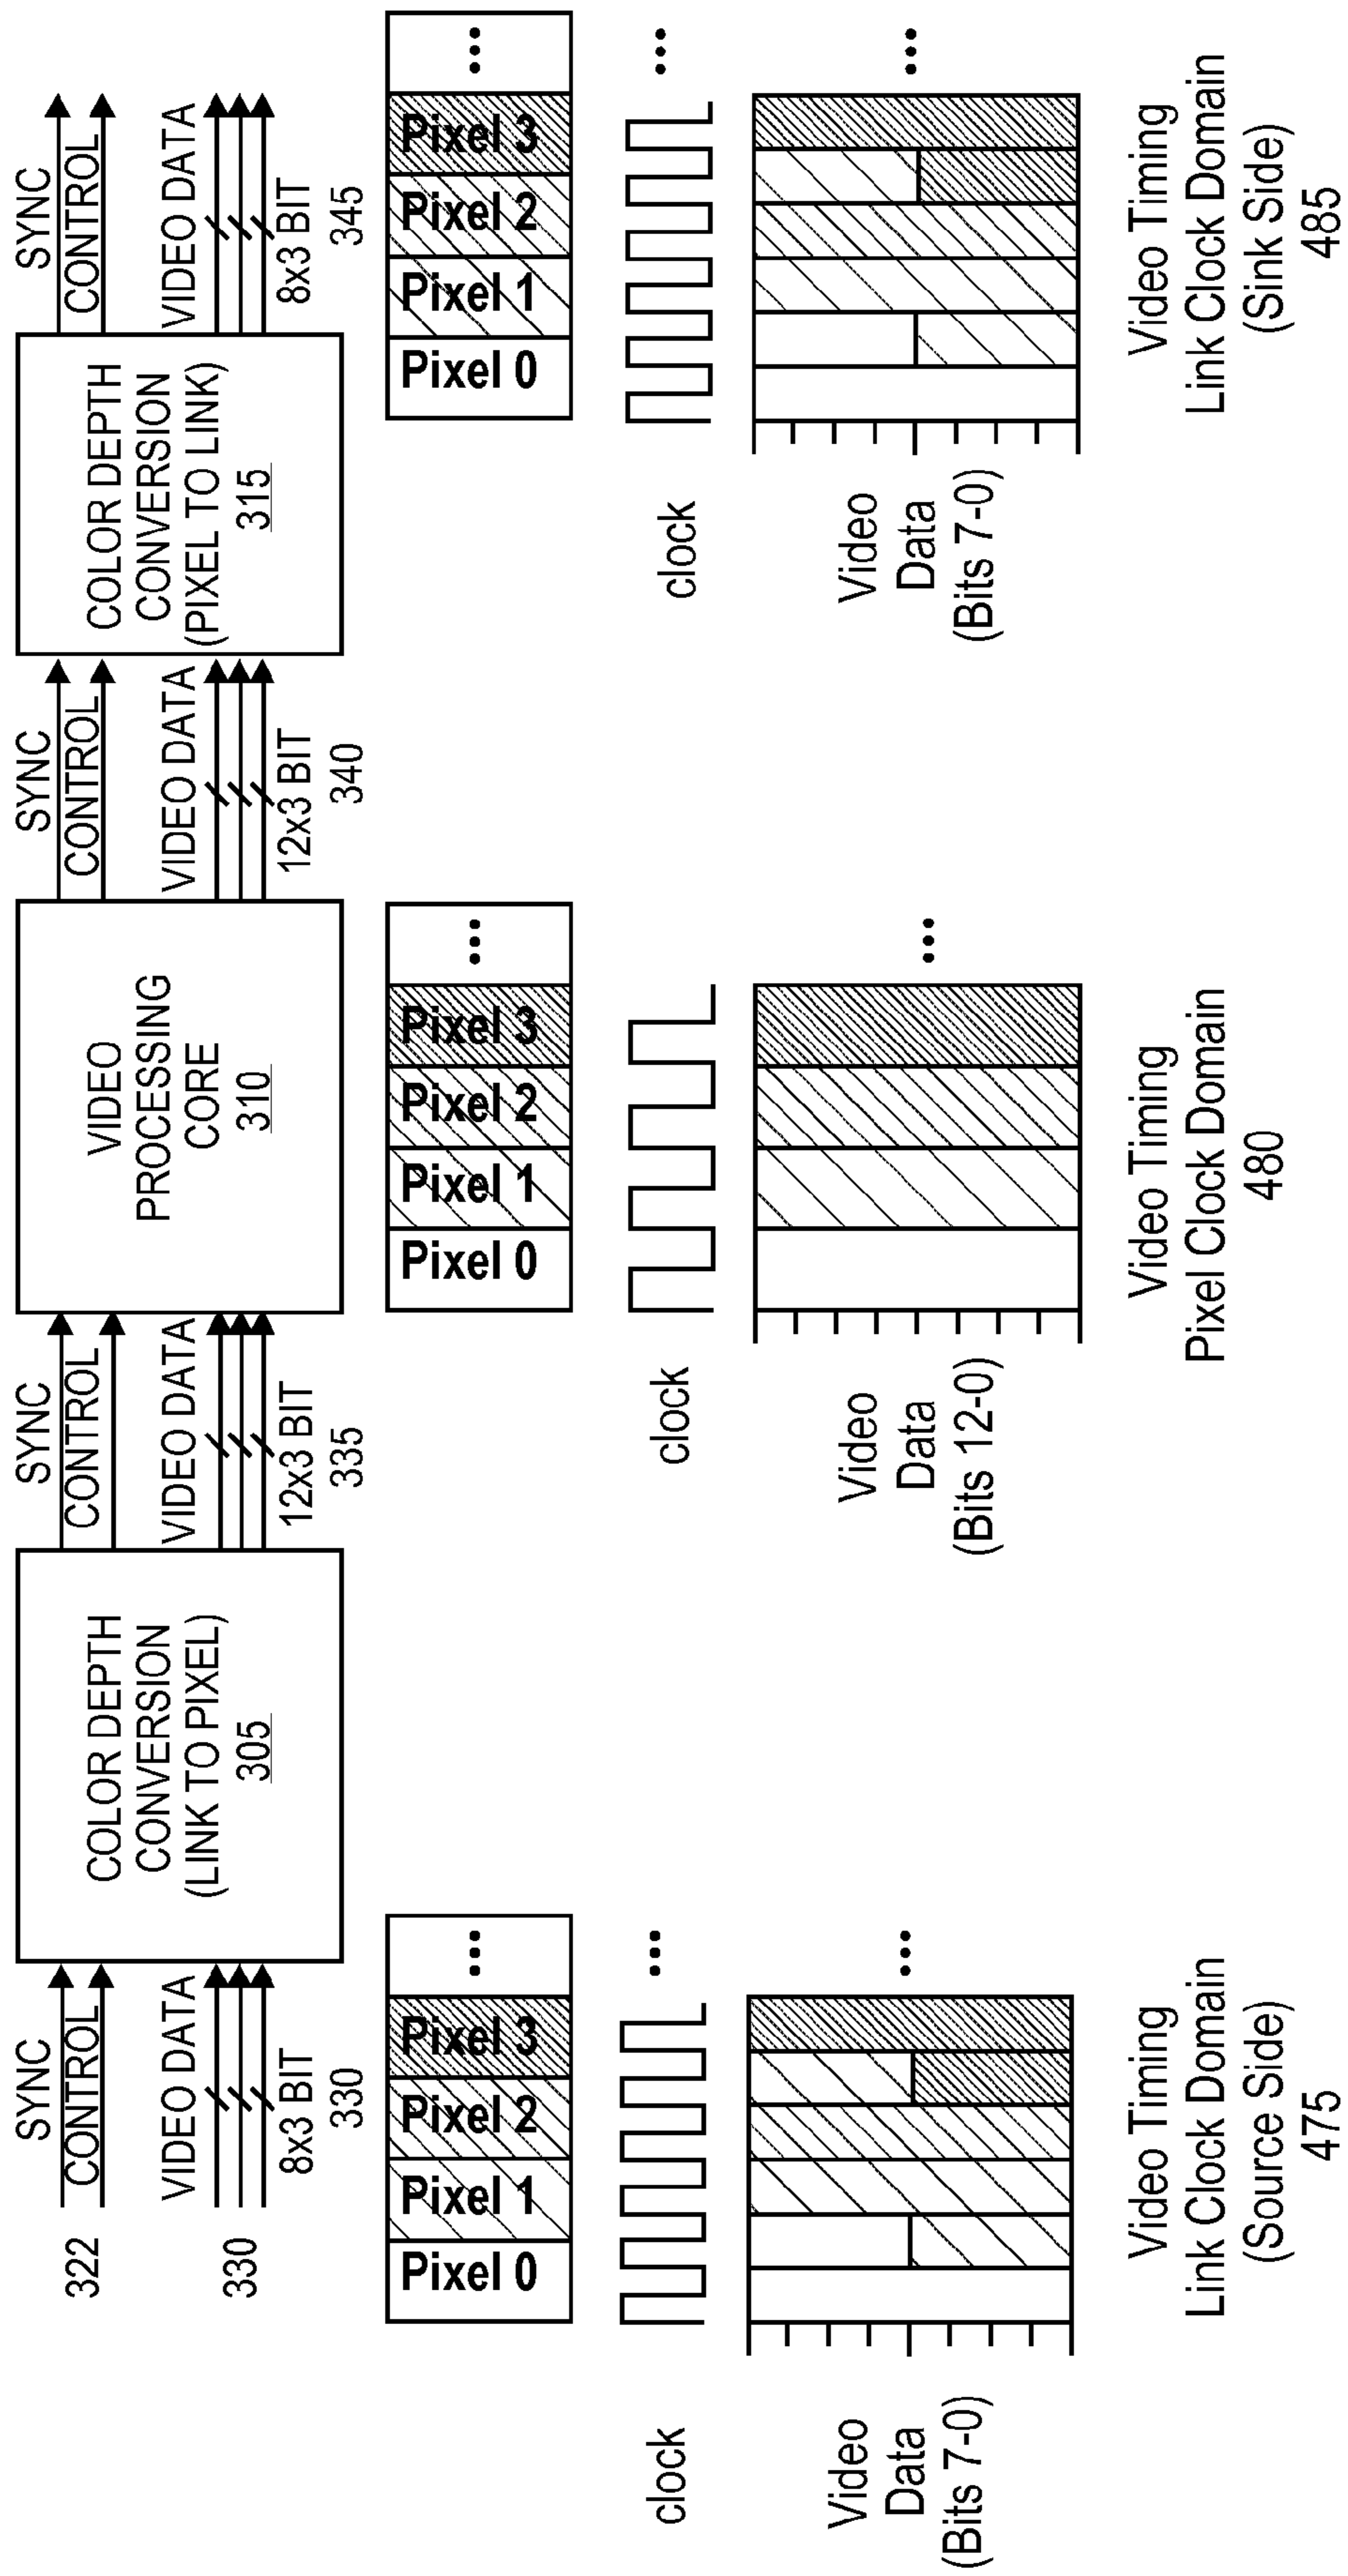 322
SYNC
CONTROL
330
VIDEO DATA
8x3 BIT
330
COLOR DEPTH
CONVERSION
(LINK TO PIXEL)
305
SYNC
CONTROL
VIDEO DATA
12x3 BIT
335
VIDEO
PROCESSING
CORE
310
SYNC
CONTROL
VIDEO DATA
12x3 BIT
340
COLOR DEPTH
CONVERSION
(PIXEL TO LINK)
315
SYNC
CONTROL
VIDEO DATA
8x3 BIT
345
Pixel 0 Pixel 1 Pixel 2 Pixel 3 •••
clock
•••
Video
Data
(Bits 7-0)
•••
Video Timing
Link Clock Domain
(Source Side)
475
Pixel 0 Pixel 1 Pixel 2 Pixel 3 •••
clock
Video
Data
(Bits 12-0)
•••
Video Timing
Pixel Clock Domain
480
Pixel 0 Pixel 1 Pixel 2 Pixel 3 •••
clock
•••
Video
Data
(Bits 7-0)
•••
Video Timing
Link Clock Domain
(Sink Side)
485